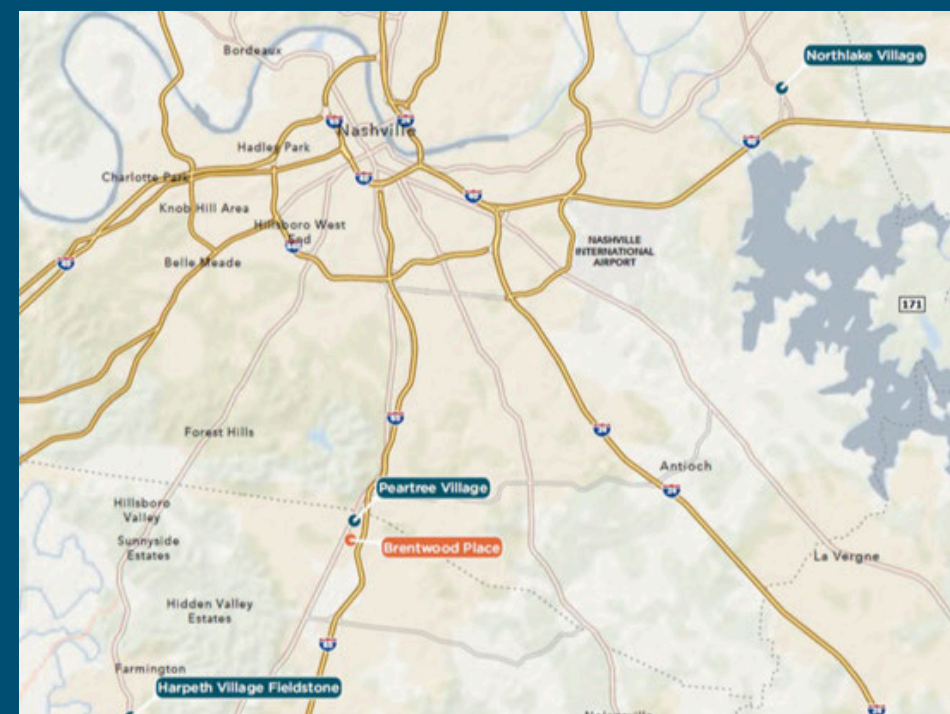 Bordeaux
Northlake Village
Nashville
Hadley Park
Charlotte Park
Knob Hill Area
Hillsboro West
End
Belle Meade
NASHVILLE
INTERNATIONAL
AIRPORT
40
171
Forest Hills
65
24
Antioch
24
Peartree Village
Hillsboro
Valley
Brentwood Place
Sunnyside
Estates
La Vergne
Hidden Valley
Estates
65
Farmington
Harpeth Village Fieldstone
24